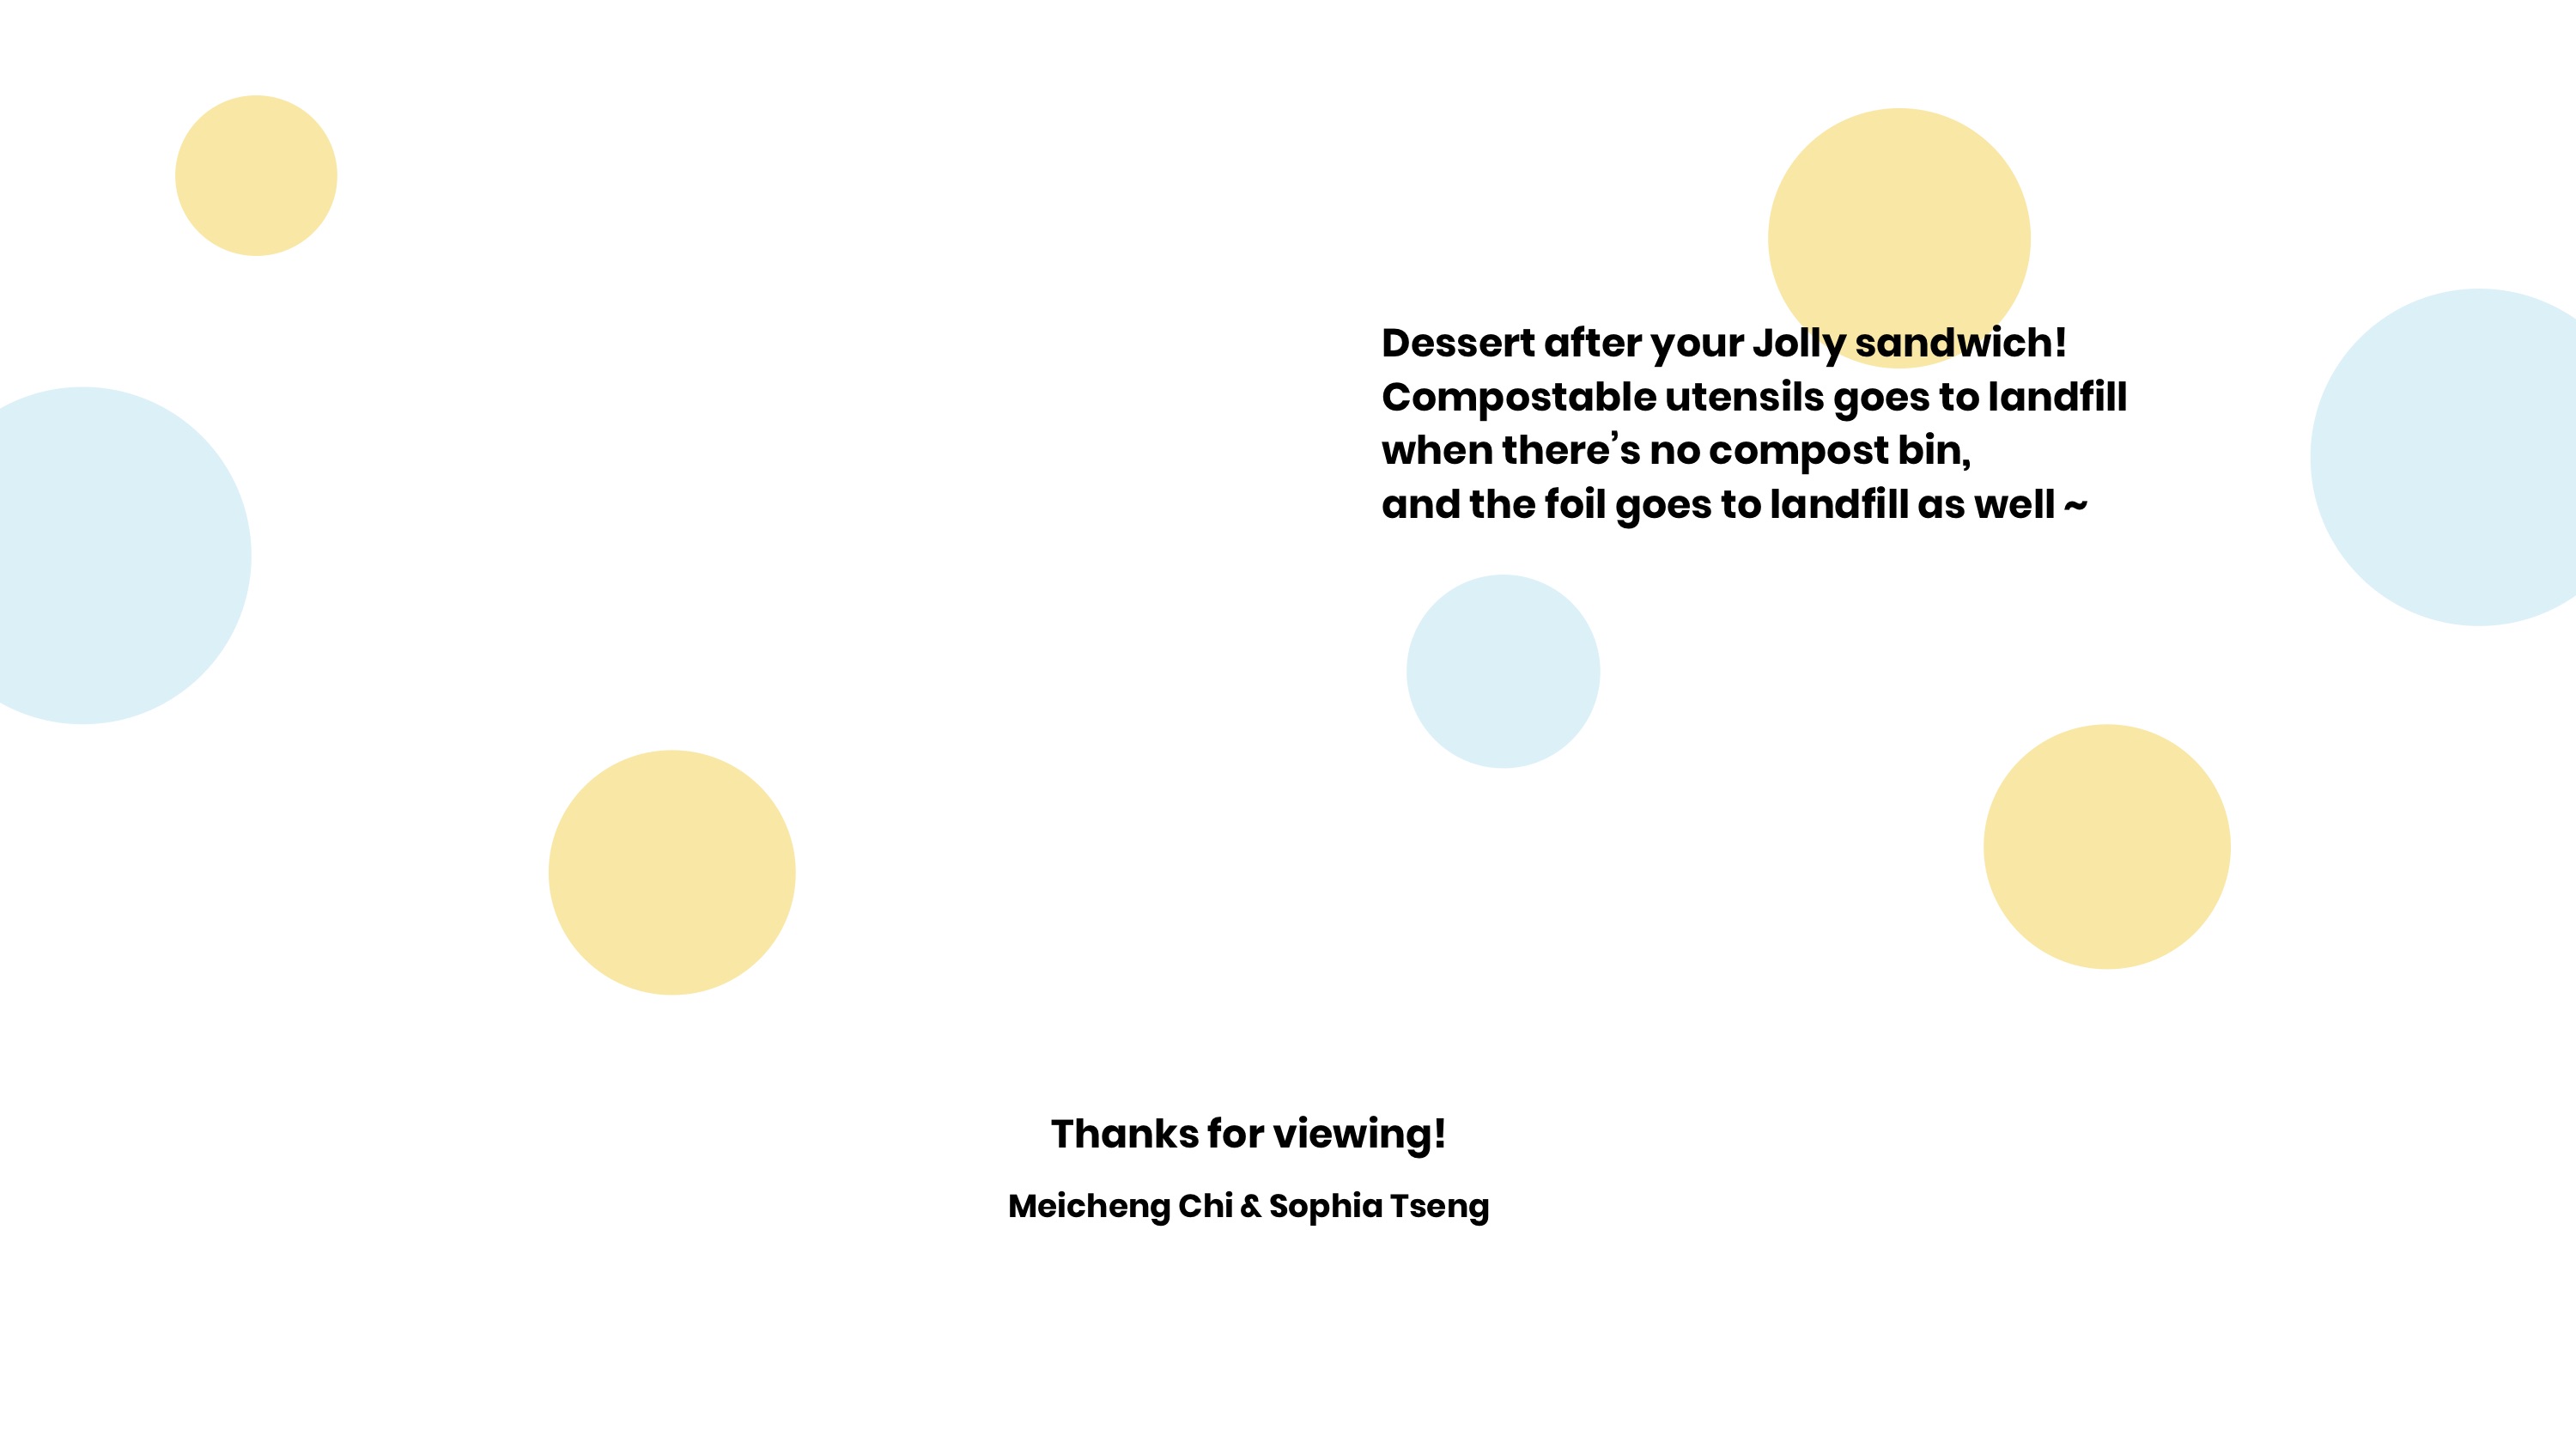 Dessert after your Jolly sandwich!
Compostable utensils goes to landfill
when there’s no compost bin,
and the foil goes to landfill as well ~
Thanks for viewing!
Meicheng Chi & Sophia Tseng